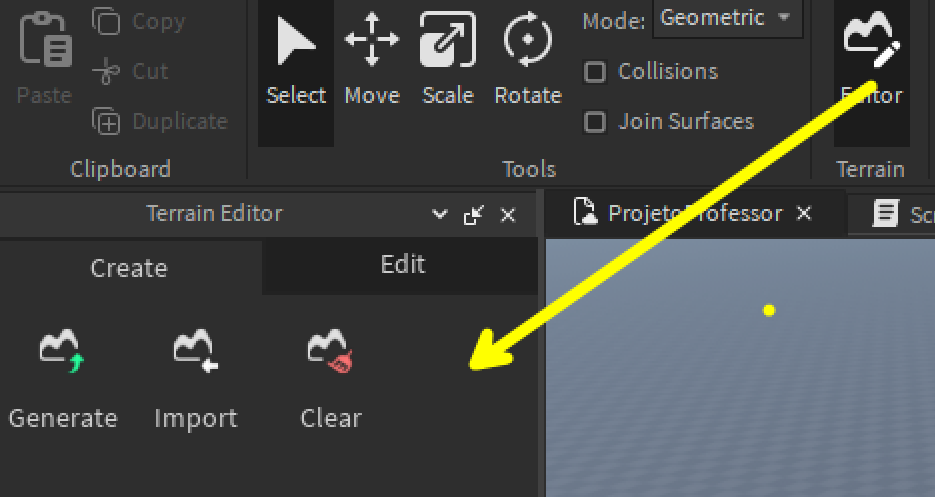 Copy
Mode: Geometric
Cut
Collisions
Paste
Select
Move
Scale
Rotate
Editor
Duplicate
Join Surfaces
Clipboard
Tools
Terrain
Terrain Editor
ProjetoProfessor
Create
Edit
Generate
Import
Clear